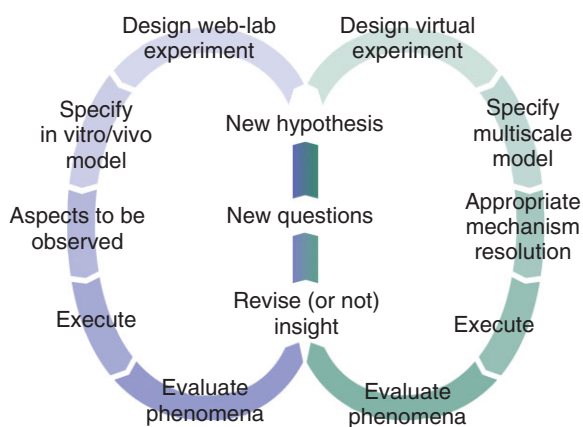 Design web-lab
experiment
Design virtual
experiment
Specify
in vitro/vivo
model
New hypothesis
Specify
multiscale
model
Aspects to be
observed
New questions
Appropriate
mechanism
resolution
Execute
Revise (or not)
insight
Execute
Evaluate
phenomena
Evaluate
phenomena